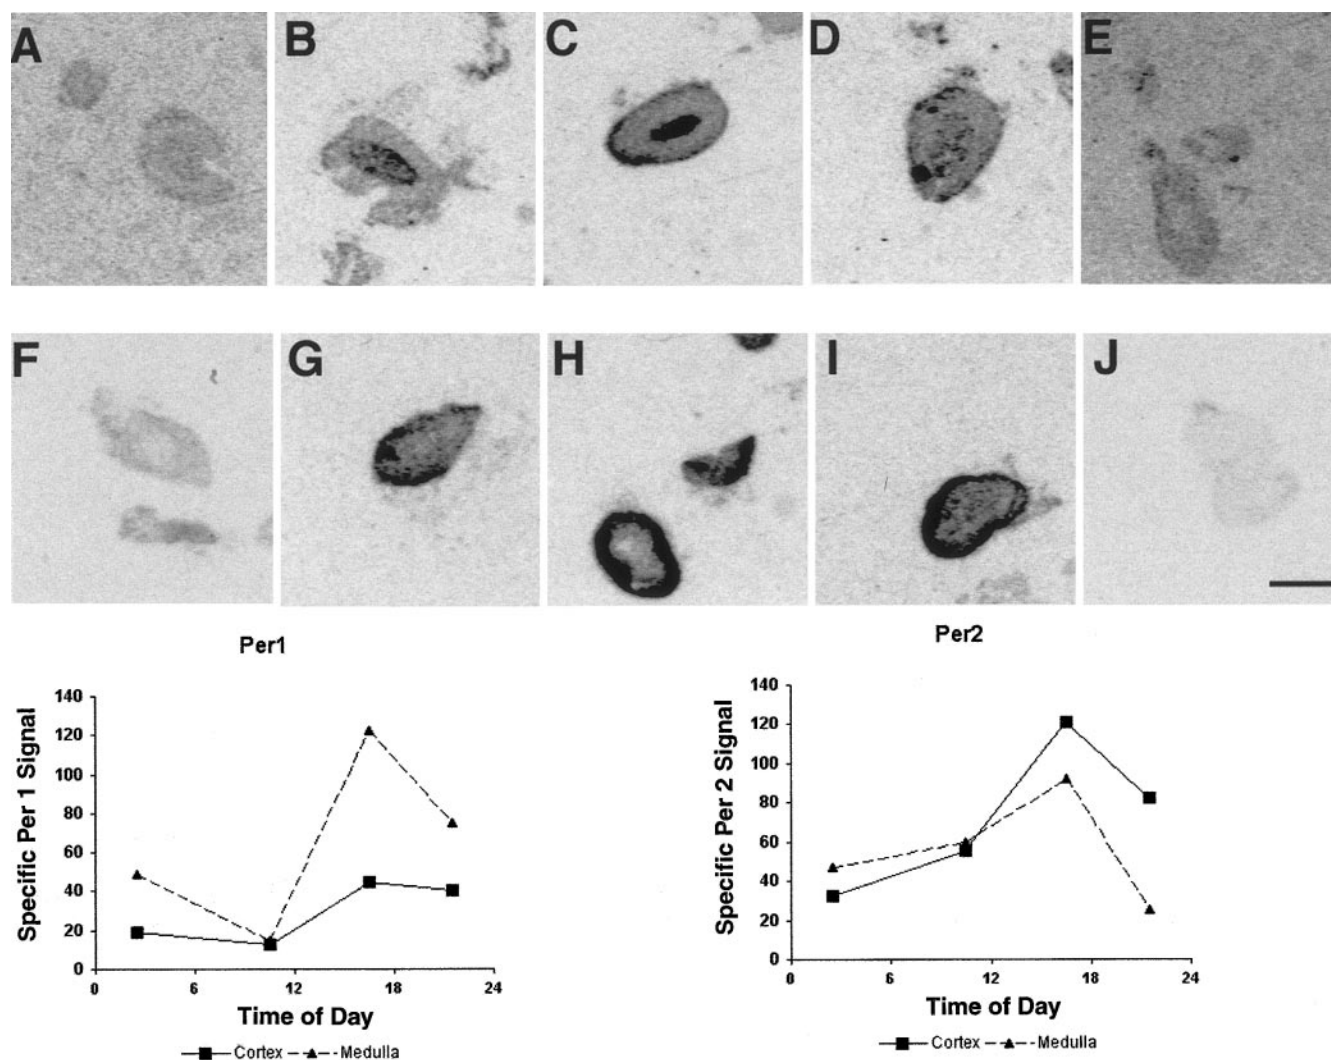 A B C D E
F G H I J
Per1
Specific Per 1 Signal
140
120
100
80
60
40
20
0
0 6 12 18 24
Time of Day
Cortex Medulla
Per2
Specific Per 2 Signal
140
120
100
80
60
40
20
0
0 6 12 18 24
Time of Day
Cortex Medulla